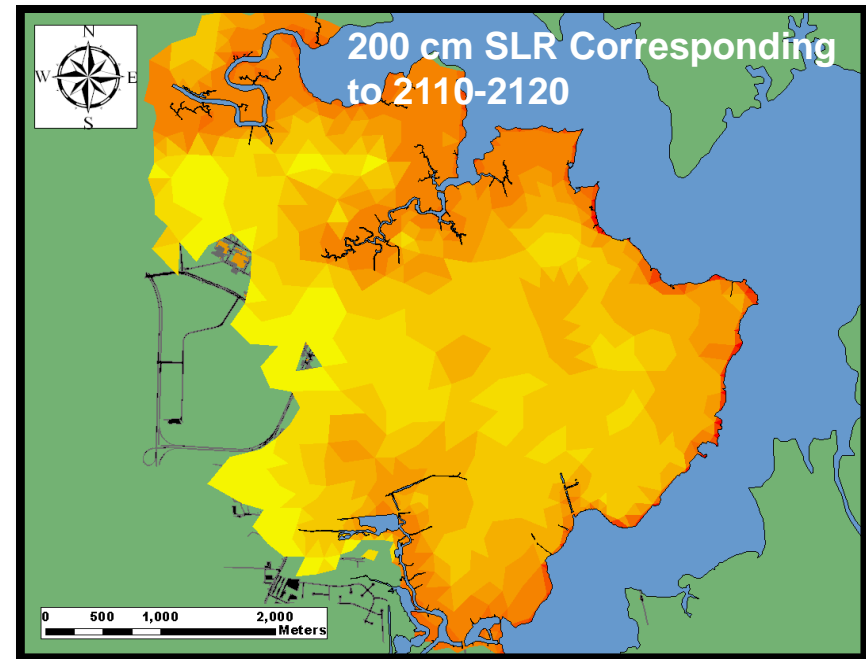 200 cm SLR Corresponding
to 2110-2120
N
W E
S
0 500 1,000 2,000
Meters